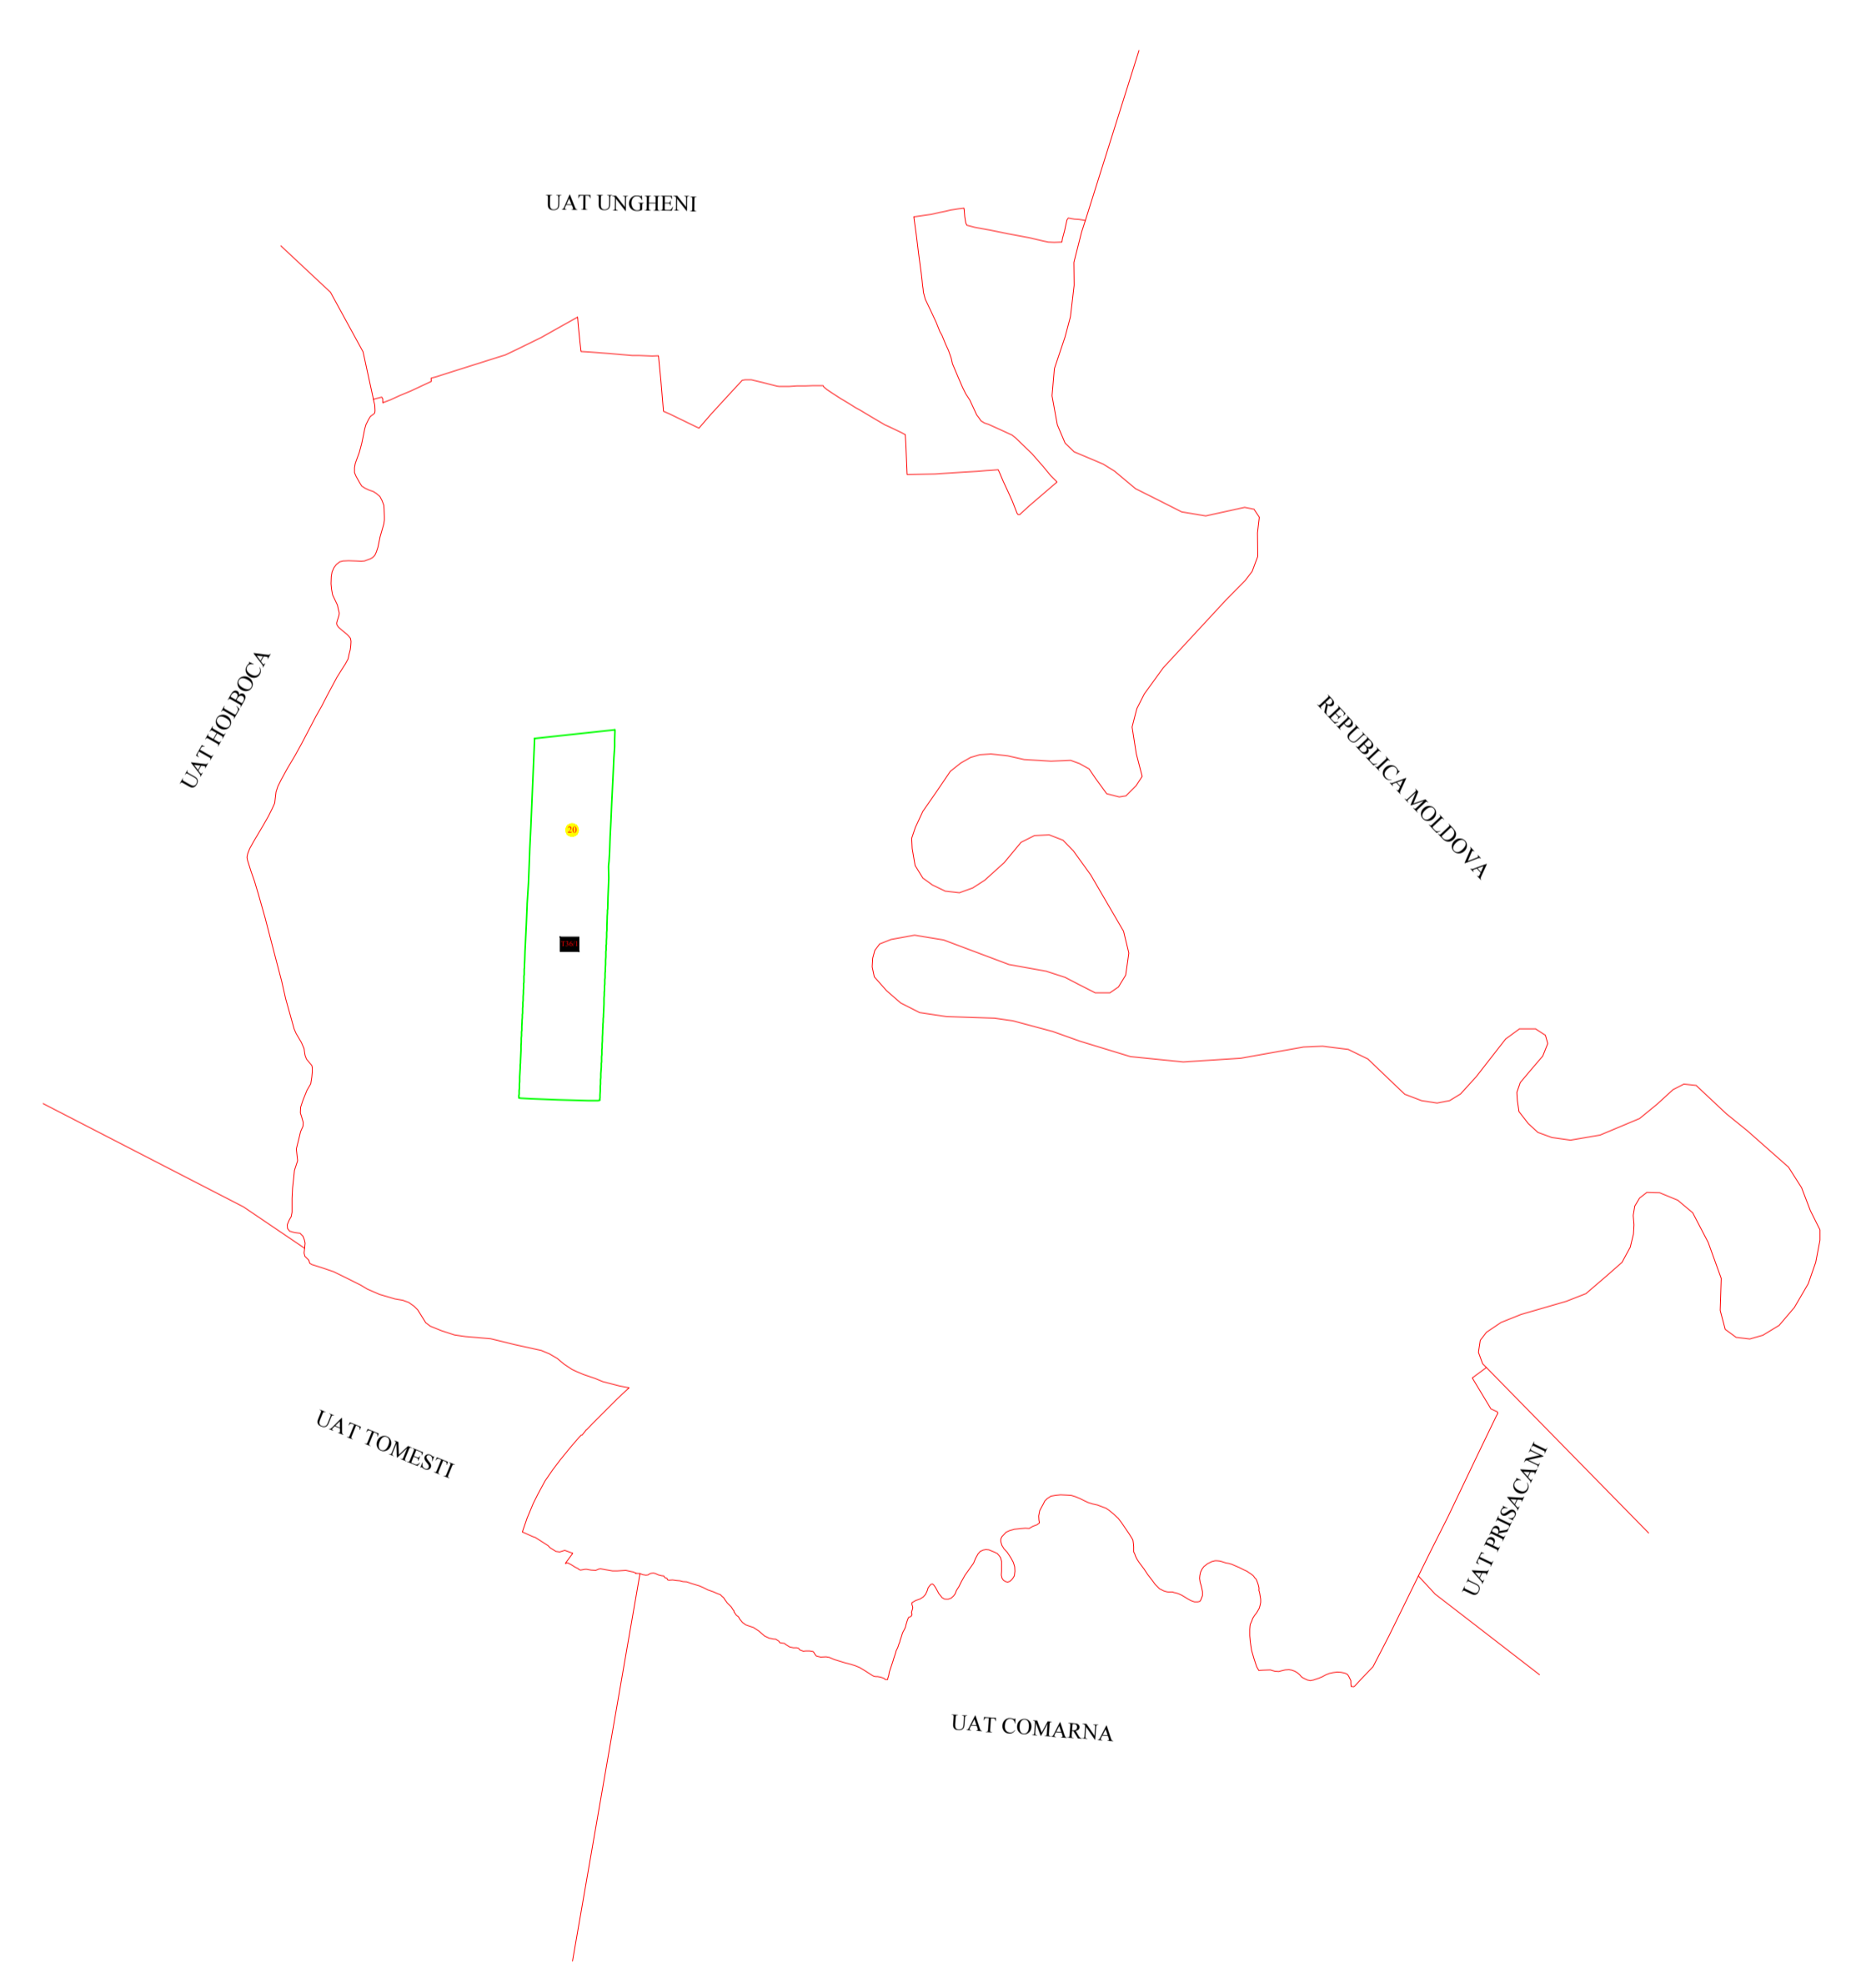 UAT UNGHENI
UAT HOLBOCA
REPUBLICA MOLDOVA
20
UAT TOMESTI
UAT PRISACANI
UAT COMARNA